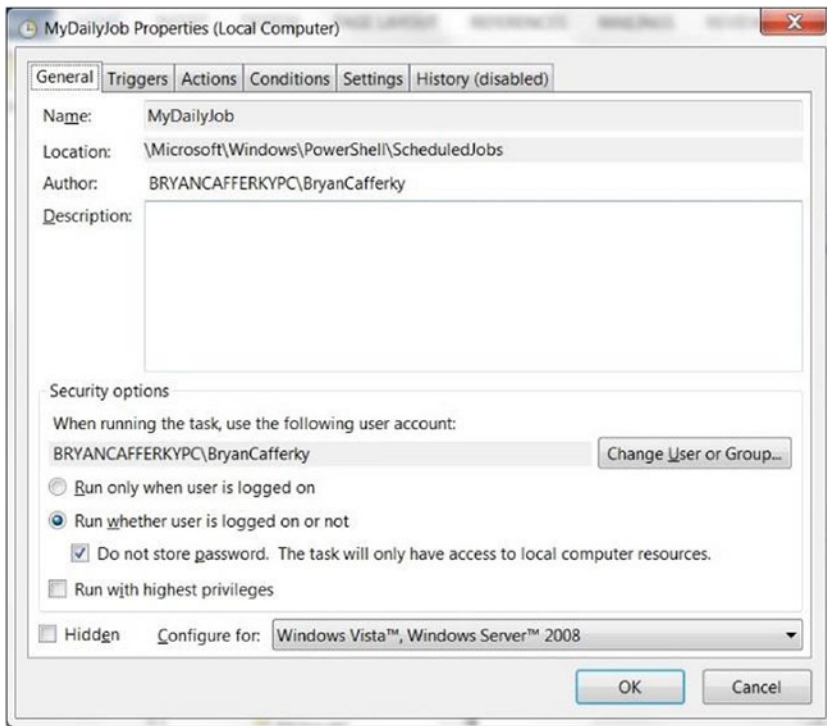 MyDailyJob Properties (Local Computer)
General Triggers Actions Conditions Settings History (disabled)
Name: MyDailyJob
Location: \Microsoft\Windows\PowerShell\ScheduledJobs
Author: BRYANCAFFERKYPC\BryanCafferky
Description:
Security options
When running the task, use the following user account:
BRYANCAFFERKYPC\BryanCafferky Change User or Group...
Run only when user is logged on
Run whether user is logged on or not
Do not store password. The task will only have access to local computer resources.
Run with highest privileges
Hidden Configure for: Windows Vista™, Windows Server™ 2008
OK Cancel